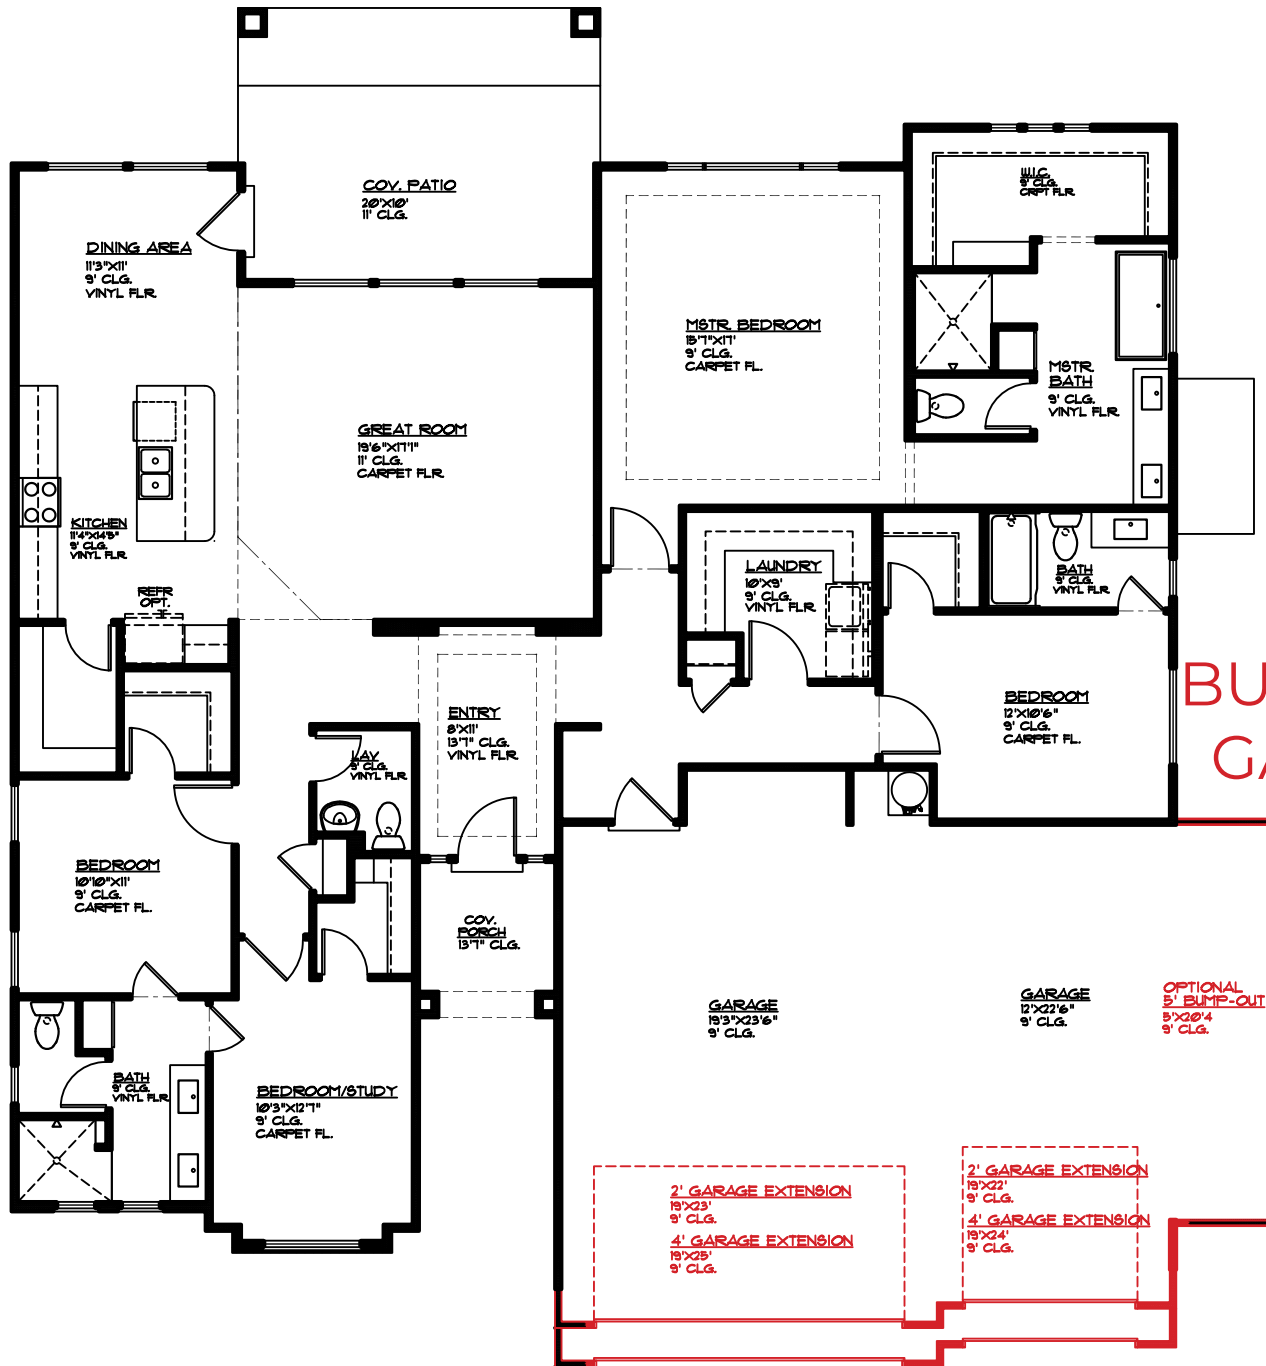 COV. PATIO
20'X10'
11' CLG.
W.I.C.
9' CLG.
CRPT FLR.
DINING AREA
11'3"X11'
9' CLG.
VINYL FLR.
MSTR. BEDROOM
15'7"X17'
9' CLG.
CARPET FL.
MSTR.
BATH
9' CLG.
VINYL FLR.
GREAT ROOM
19'6"X17'1"
11' CLG.
CARPET FLR.
KITCHEN
11'4"X14'5"
9' CLG.
VINYL FLR.
REFR
OPT.
LAUNDRY
10'X9'
9' CLG.
VINYL FLR.
BATH
9' CLG.
VINYL FLR.
BEDROOM
12'X10'6"
9' CLG.
CARPET FL.
BU
GA
ENTRY
8'X11'
13'7" CLG.
VINYL FLR.
LAV.
9' CLG.
VINYL FLR.
BEDROOM
10'10"X11'
9' CLG.
CARPET FL.
COV.
PORCH
13'7" CLG.
GARAGE
19'3"X23'6"
9' CLG.
GARAGE
12'X22'6"
9' CLG.
OPTIONAL
5' BUMP-OUT
5'X20'4
9' CLG.
BATH
9' CLG.
VINYL FLR.
BEDROOM/STUDY
10'3"X12'7"
9' CLG.
CARPET FL.
2' GARAGE EXTENSION
19'X23'
9' CLG.
4' GARAGE EXTENSION
19'X25'
9' CLG.
2' GARAGE EXTENSION
19'X22'
9' CLG.
4' GARAGE EXTENSION
19'X24'
9' CLG.